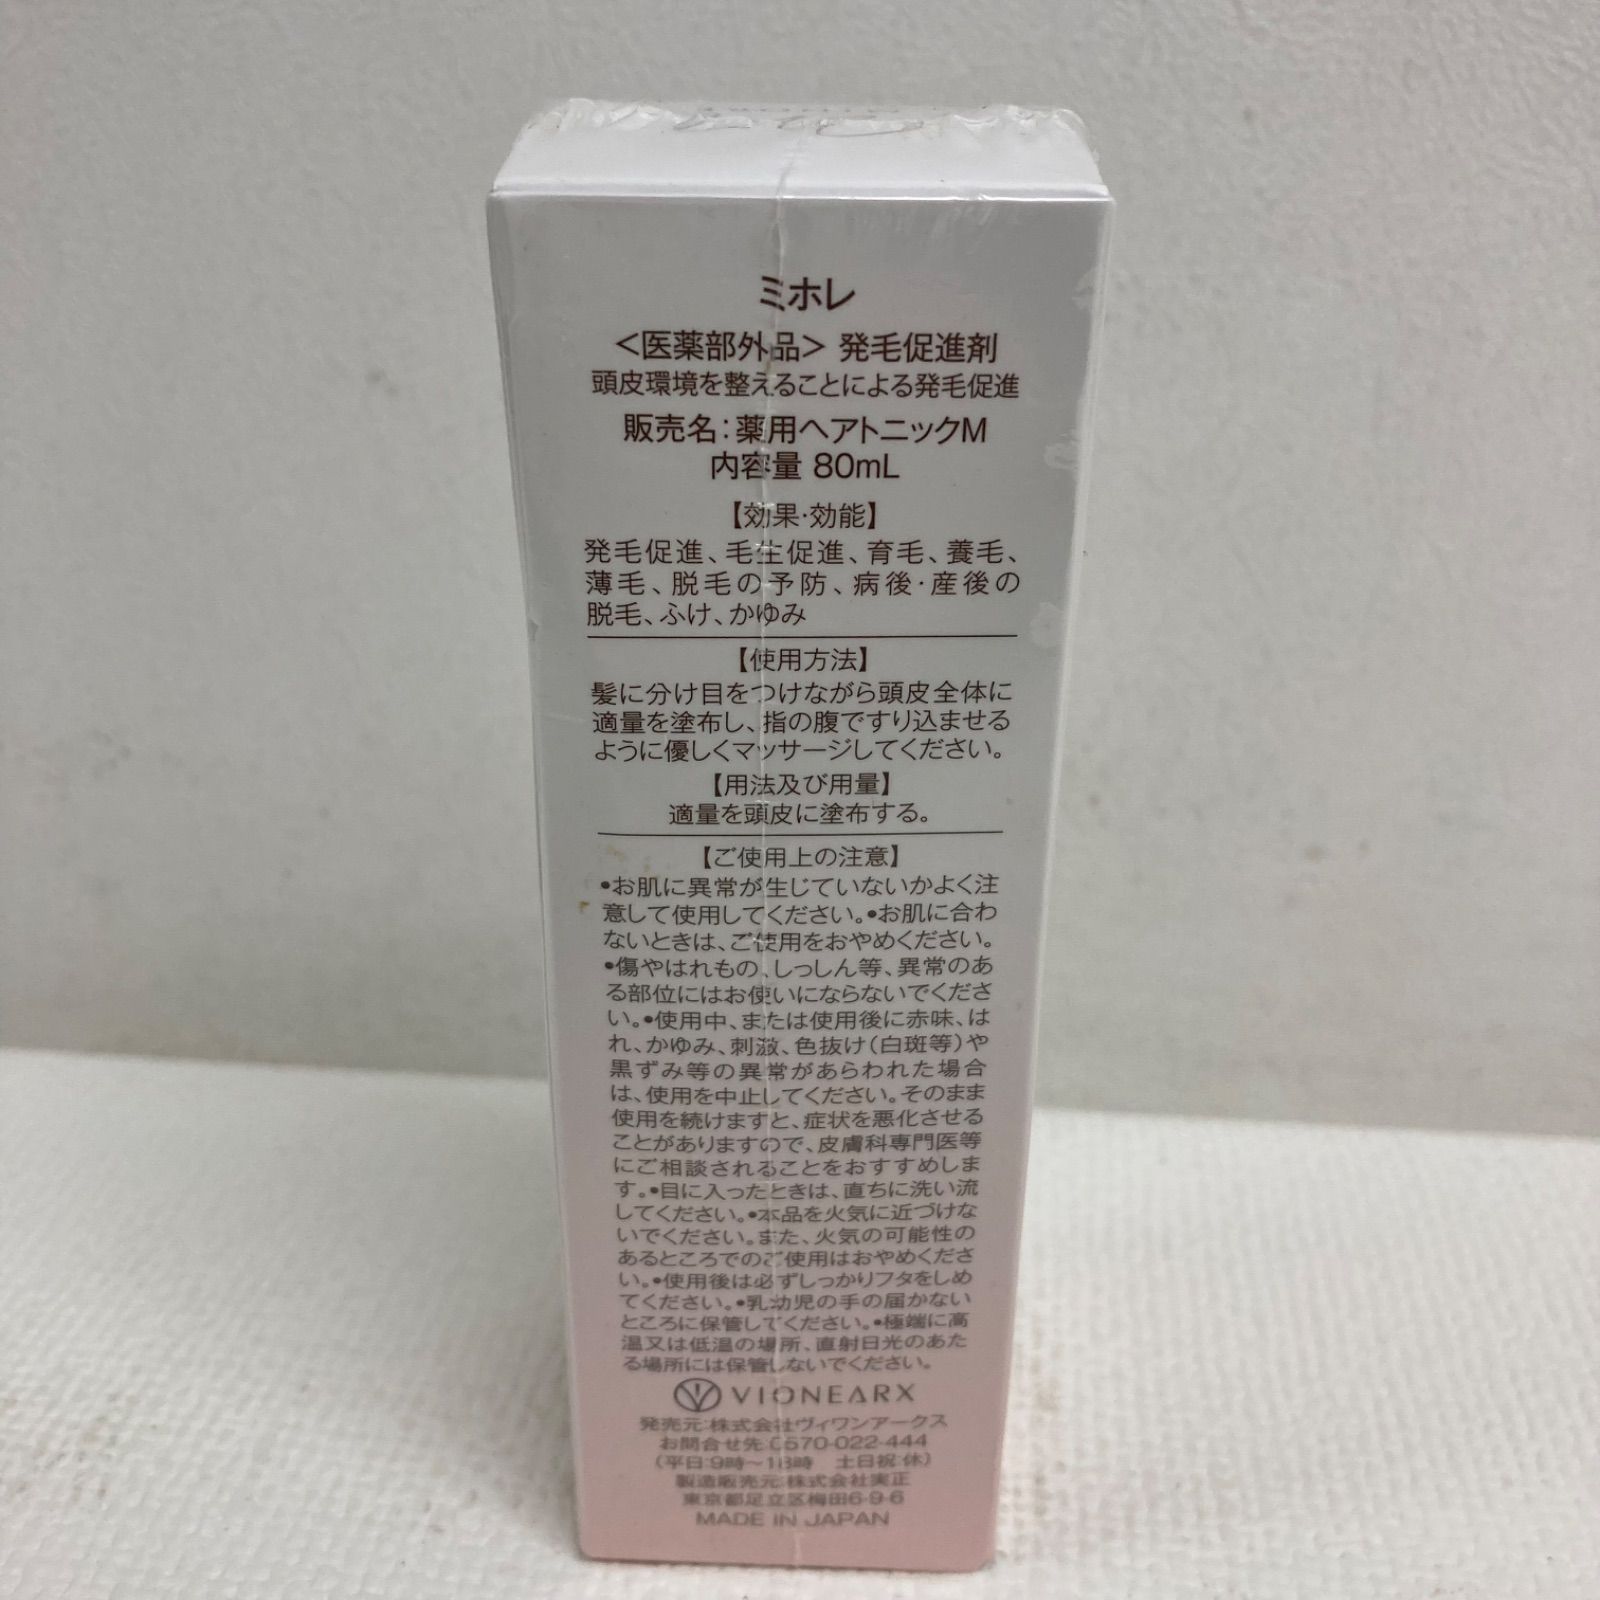 ミホレ
<医薬部外品> 発毛促進剤
頭皮環境を整えることによる発毛促進
販売名:薬用ヘアトニックM
内容量 80mL
【効果・効能】
発毛促進、毛生促進、育毛、養毛、
薄毛、脱毛の予防、病後・産後の
脱毛、ふけ、かゆみ
【使用方法】
髪に分け目をつけながら頭皮全体に
適量を塗布し、指の腹ですり込ませる
ように優しくマッサージしてください。
【用法及び用量】
適量を頭皮に塗布する。
【ご使用上の注意】
•お肌に異常が生じていないかよく注
意して使用してください。•お肌に合わ
ないときは、ご使用をおやめください。
•傷やはれもの、しっしん等、異常のあ
る部位にはお使いにならないでくださ
い。•使用中、または使用後に赤味、は
れ、かゆみ、刺激、色抜け(白斑等)や
黒ずみ等の異常があらわれた場合
は、使用を中止してください。そのまま
使用を続けますと、症状を悪化させる
ことがありますので、皮膚科専門医等
にご相談されることをおすすめしま
す。•目に入ったときは、直ちに洗い流
してください。•本品を火気に近づけな
いでください。また、火気の可能性の
あるところでのご使用はおやめくださ
い。•使用後は必ずしっかりフタをしめ
てください。•乳幼児の手の届かない
ところに保管してください。•極端に高
温又は低温の場所、直射日光のあた
る場所には保管しないでください。
VIONEARX
発売元:株式会社ヴィワンアークス
お問合せ先:0570-022-444
(平日:9時~18時 土日祝:休)
製造販売元:株式会社実正
東京都足立区梅田6-9-6
MADE IN JAPAN